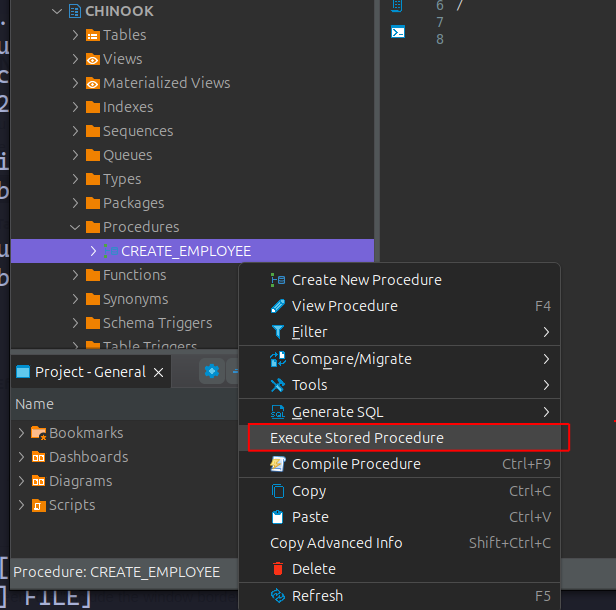 CHINOOK
Tables
Views
Materialized Views
Indexes
Sequences
Queues
Types
Packages
Procedures
CREATE_EMPLOYEE
Functions
Synonyms
Schema Triggers
Table Triggers
6 /
7
8
Create New Procedure
View Procedure F4
Filter
Compare/Migrate
Tools
Generate SQL
Execute Stored Procedure
Compile Procedure Ctrl+F9
Copy Ctrl+C
Paste Ctrl+V
Copy Advanced Info Shift+Ctrl+C
Delete
Refresh F5
Project - General
Name
Bookmarks
Dashboards
Diagrams
Scripts
Procedure: CREATE_EMPLOYEE
] FILE]